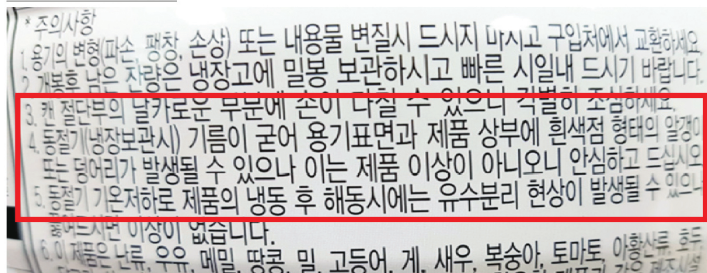 *주의사항
1. 용기의 변형(파손, 팽창, 손상) 또는 내용물 변질시 드시지 마시고 구입처에서 교환하세요.
2. 개봉후 남은 잔량은 냉장고에 밀봉 보관하시고 빠른 시일내 드시기 바랍니다.
3. 캔 절단부의 날카로운 부분에 손이 다칠 수 있으니 각별히 조심하세요.
4. 동절기(냉장보관시) 기름이 굳어 용기표면과 제품 상부에 흰색점 형태의 알갱이
또는 덩어리가 발생될 수 있으나 이는 제품 이상이 아니오니 안심하고 드십시오
5. 동절기 기온저하로 제품의 냉동 후 해동시에는 유수분리 현상이 발생될 수 있으나
끓여드시면 이상이 없습니다.
6. 이 제품은 난류, 우유, 메밀, 땅콩, 밀, 고등어, 게, 새우, 복숭아, 토마토, 아황산류, 호두,